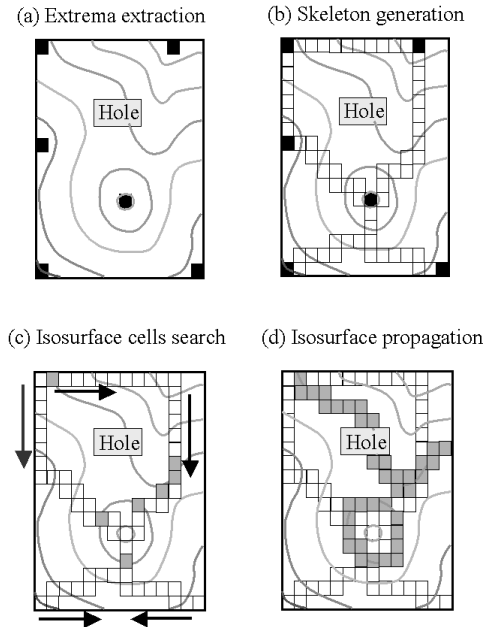 (a) Extrema extraction
(b) Skeleton generation
Hole
Hole
(c) Isosurface cells search
(d) Isosurface propagation
Hole
Hole